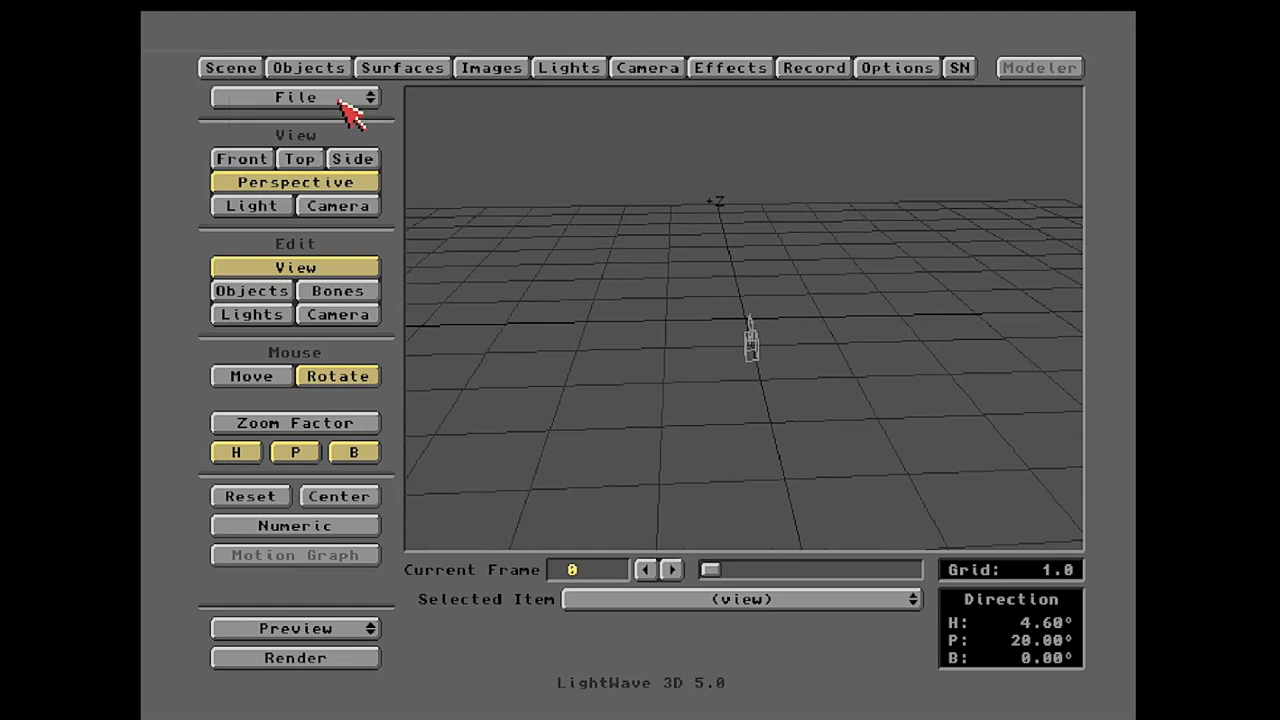 Scene Objects Surfaces Images Lights Camera Effects Record Options SN Modeler
File
View
Front Top Side
Perspective
Light Camera
Edit
View
Objects Bones
Lights Camera
Mouse
Move Rotate
Zoom Factor
H P B
Reset Center
Numeric
Motion Graph
Preview
Render
+Z
Current Frame 0
Selected Item (view)
Grid: 1.0
Direction
H: 4.60°
P: 20.00°
B: 0.00°
LightWave 3D 5.0